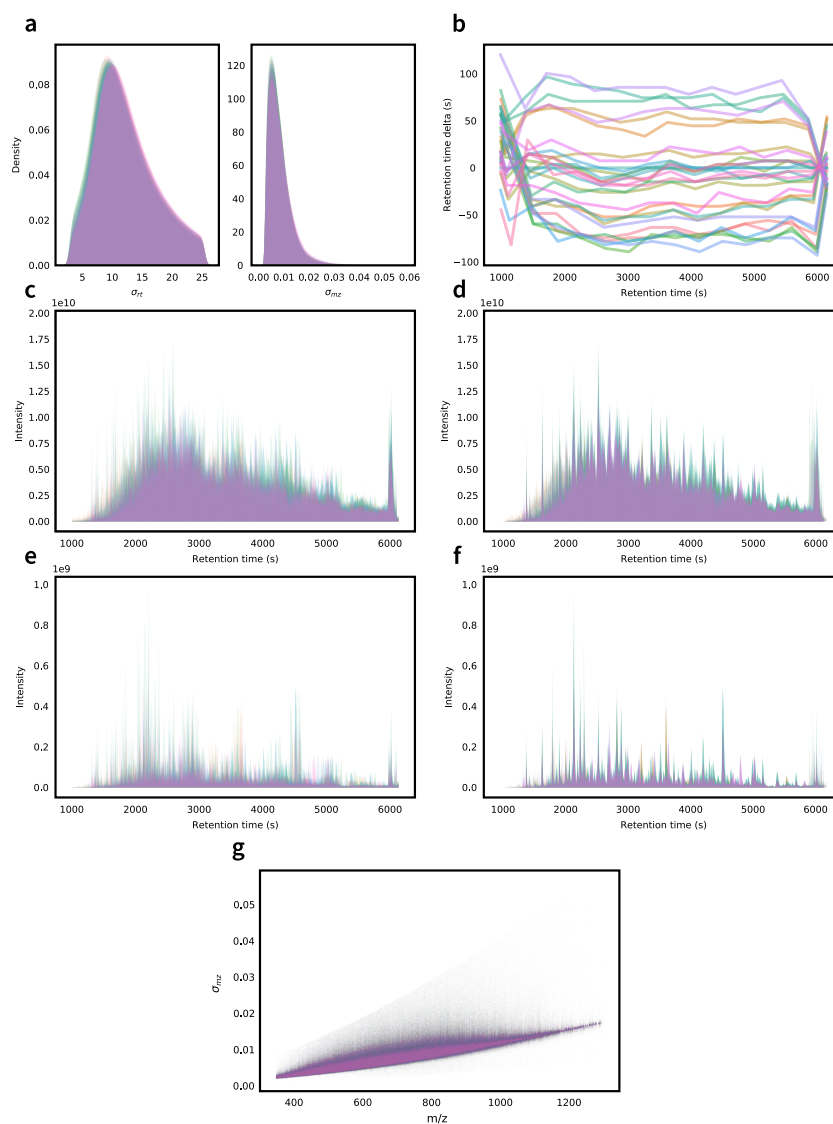 a
0.08
0.06
0.04
0.02
0.00
Density
5 10 15 20 25
σrt
120
100
80
60
40
20
0
0.00 0.01 0.02 0.03 0.04 0.05 0.06
σmz
b
100
50
0
−50
−100
Retention time delta (s)
1000 2000 3000 4000 5000 6000
Retention time (s)
c
1e10
2.00
1.75
1.50
1.25
1.00
0.75
0.50
0.25
0.00
Intensity
1000 2000 3000 4000 5000 6000
Retention time (s)
d
1e10
2.00
1.75
1.50
1.25
1.00
0.75
0.50
0.25
0.00
Intensity
1000 2000 3000 4000 5000 6000
Retention time (s)
e
1e9
1.0
0.8
0.6
0.4
0.2
0.0
Intensity
1000 2000 3000 4000 5000 6000
Retention time (s)
f
1e9
1.0
0.8
0.6
0.4
0.2
0.0
Intensity
1000 2000 3000 4000 5000 6000
Retention time (s)
g
0.05
0.04
0.03
0.02
0.01
0.00
σmz
400 600 800 1000 1200
m/z